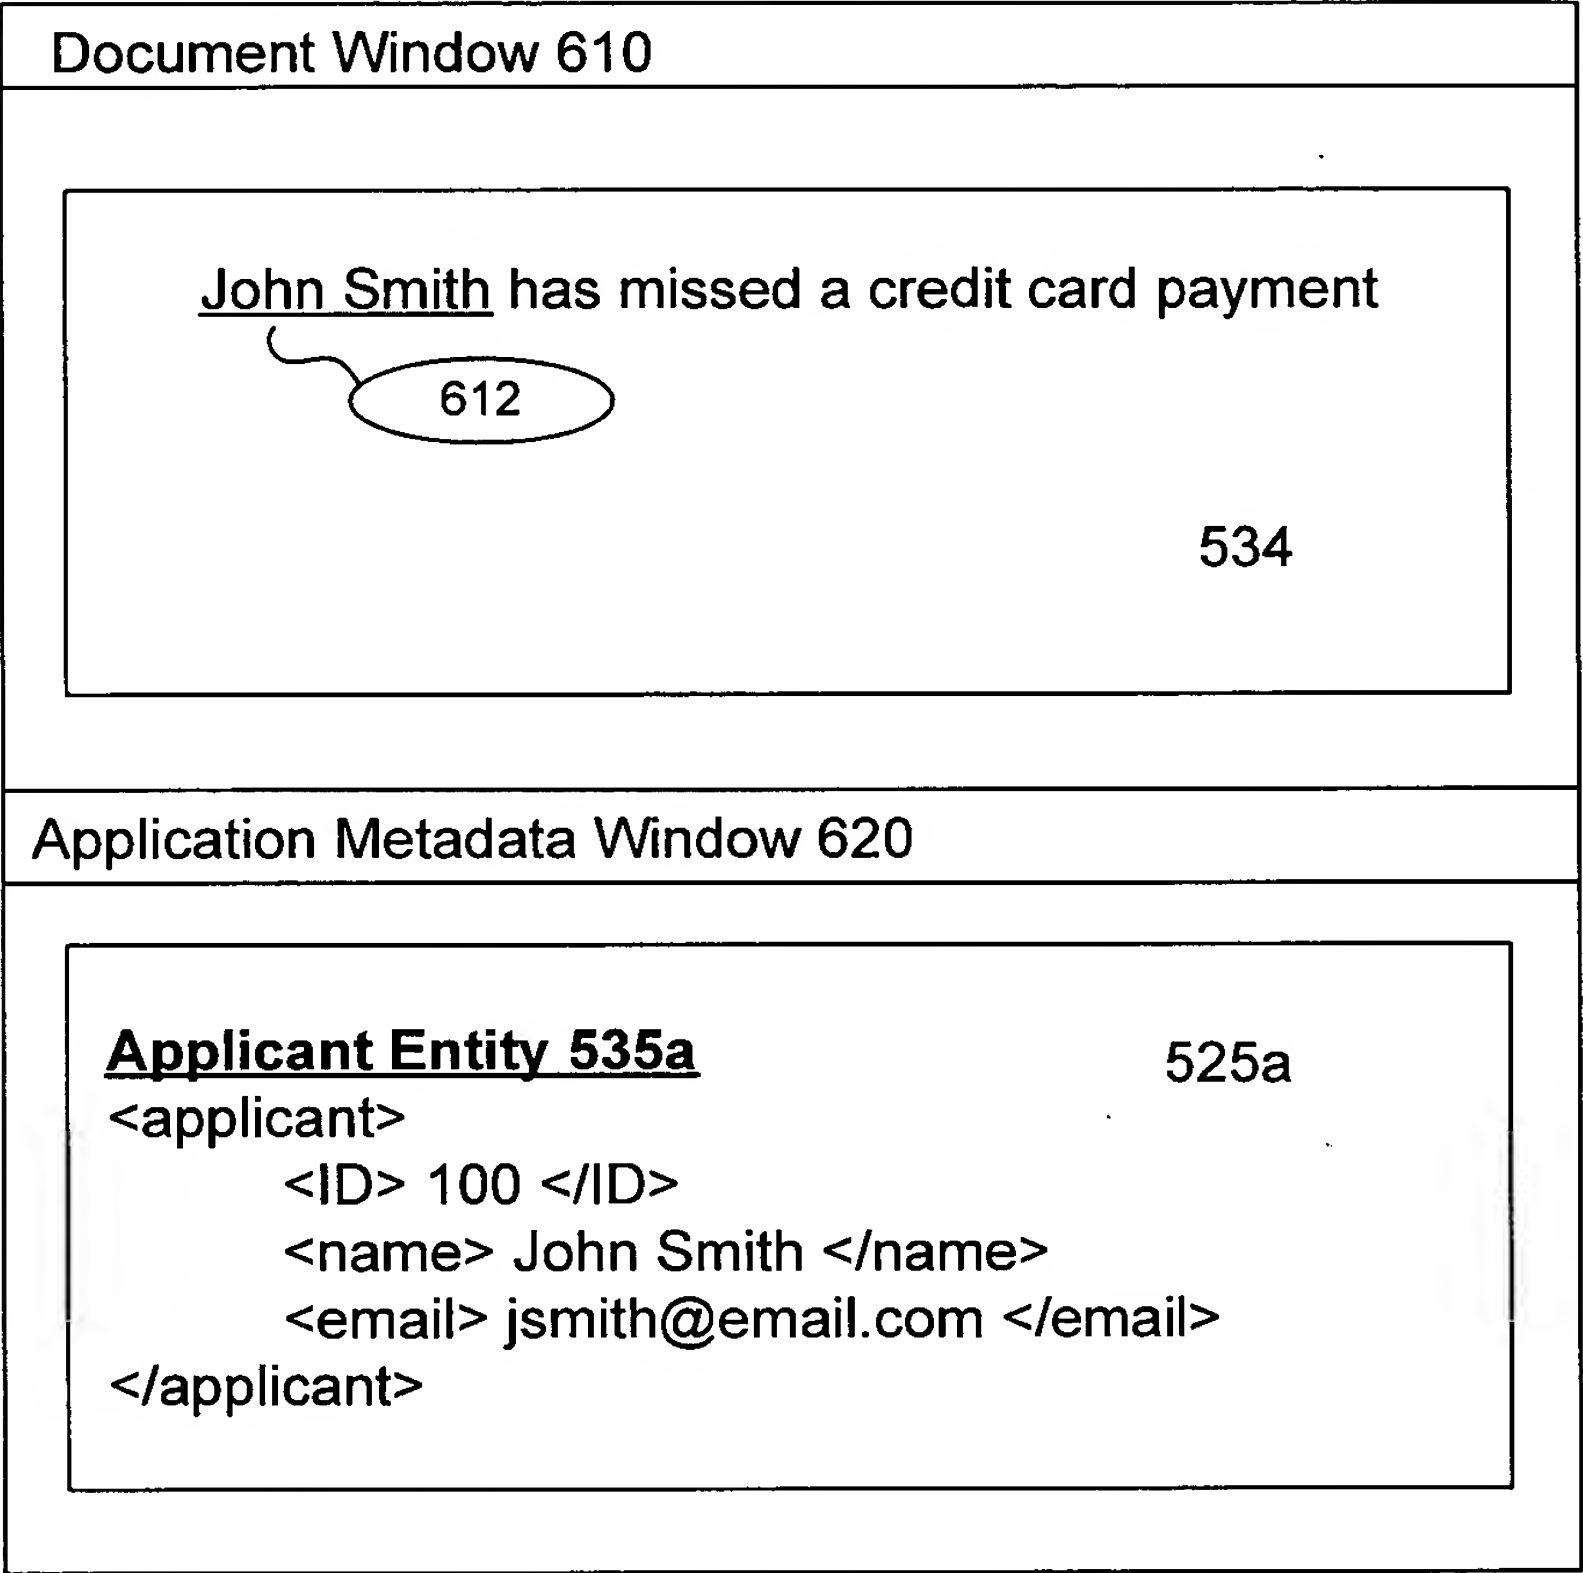 Document Window 610
John Smith has missed a credit card payment
612
534
Application Metadata Window 620
Applicant Entity 535a
525a
<applicant>
<ID> 100 </ID>
<name> John Smith </name>
<email> jsmith@email.com </email>
</applicant>